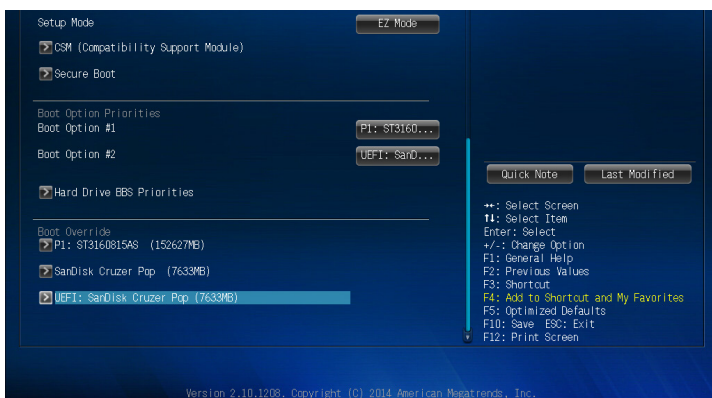 Setup Mode EZ Mode
CSM (Compatibility Support Module)
Secure Boot
Boot Option Priorities
Boot Option #1 P1: ST3160...
Boot Option #2 UEFI: SanD...
Hard Drive BBS Priorities
Boot Override
P1: ST3160815AS (152627MB)
SanDisk Cruzer Pop (7633MB)
UEFI: SanDisk Cruzer Pop (7633MB)
Quick Note Last Modified
→←: Select Screen
↑↓: Select Item
Enter: Select
+/-: Change Option
F1: General Help
F2: Previous Values
F3: Shortcut
F4: Add to Shortcut and My Favorites
F5: Optimized Defaults
F10: Save ESC: Exit
F12: Print Screen
Version 2.10.1208. Copyright (C) 2014 American Megatrends, Inc.